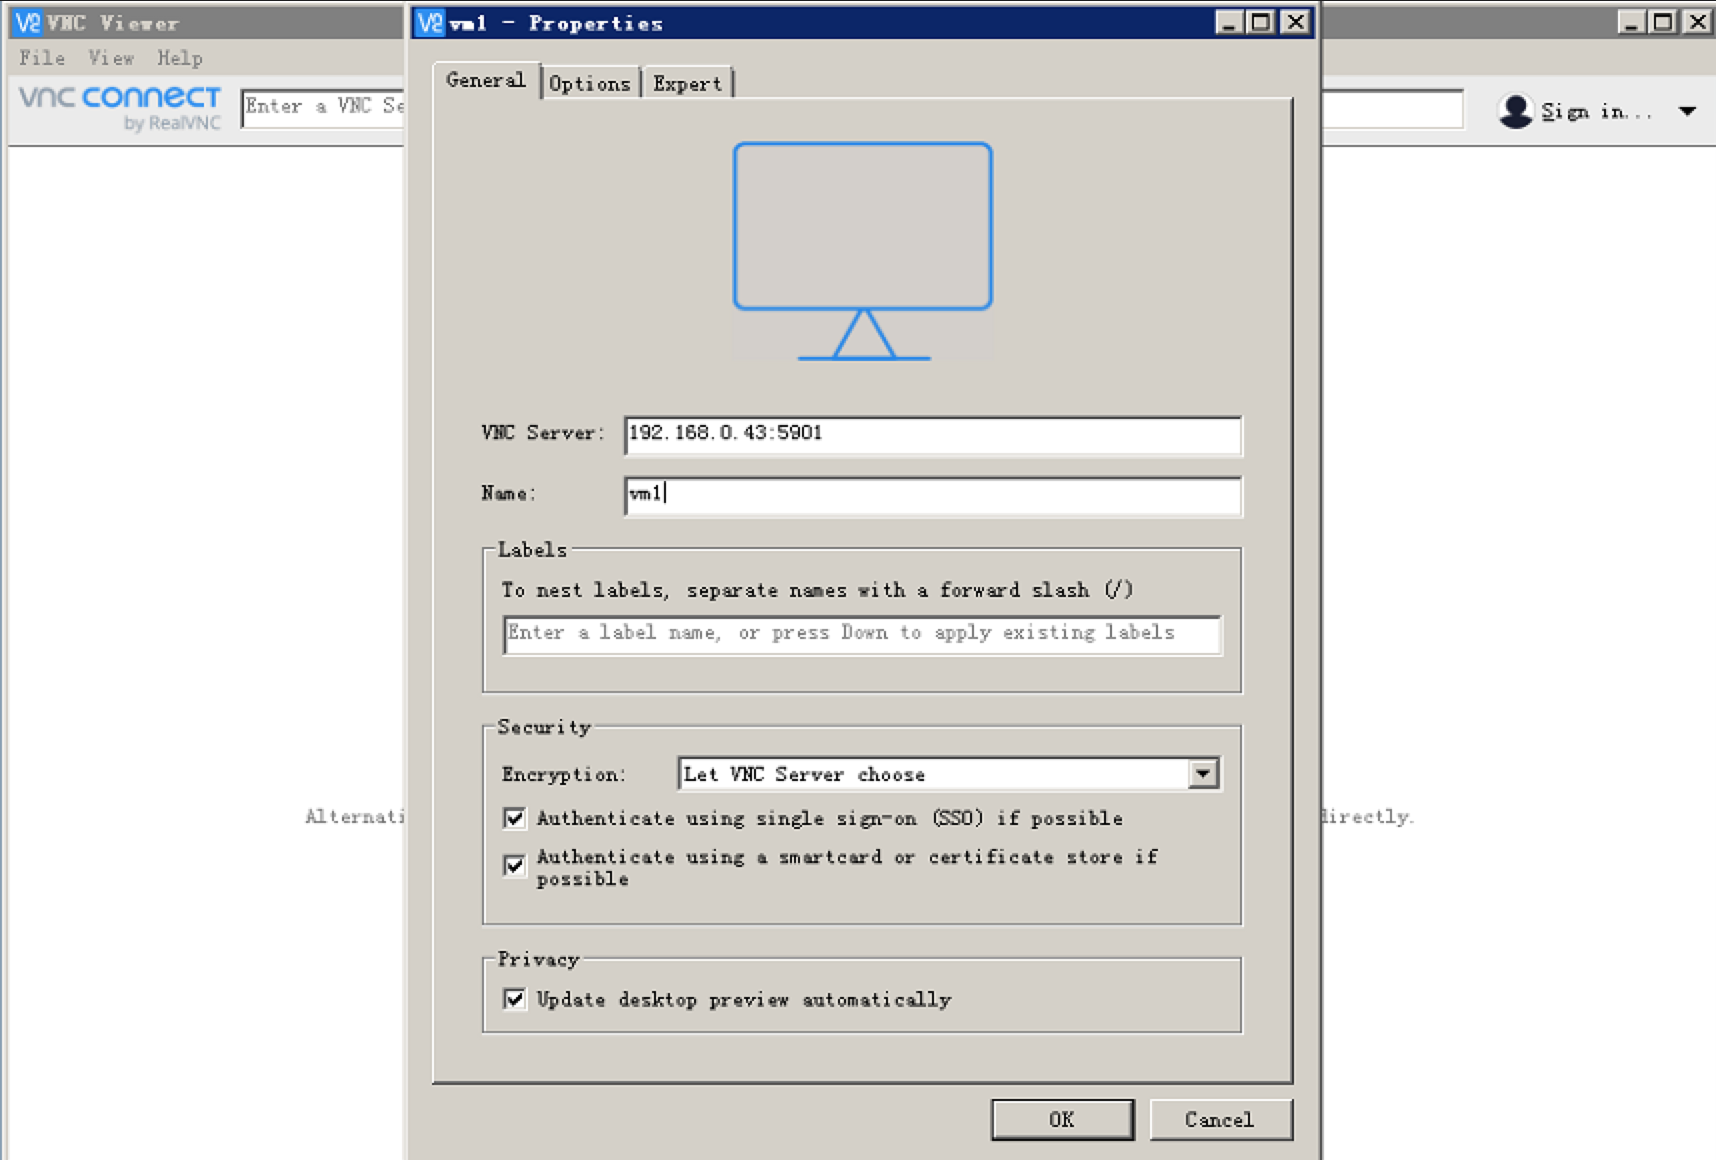 VNC Viewer
vm1 - Properties
File View Help
General Options Expert
vnc connect
by RealVNC
Enter a VNC Se
Sign in...
VNC Server: 192.168.0.43:5901
Name: vm1
Labels
To nest labels, separate names with a forward slash (/)
Enter a label name, or press Down to apply existing labels
Security
Encryption: Let VNC Server choose
Alternati
Authenticate using single sign-on (SSO) if possible
directly.
Authenticate using a smartcard or certificate store if
possible
Privacy
Update desktop preview automatically
OK Cancel